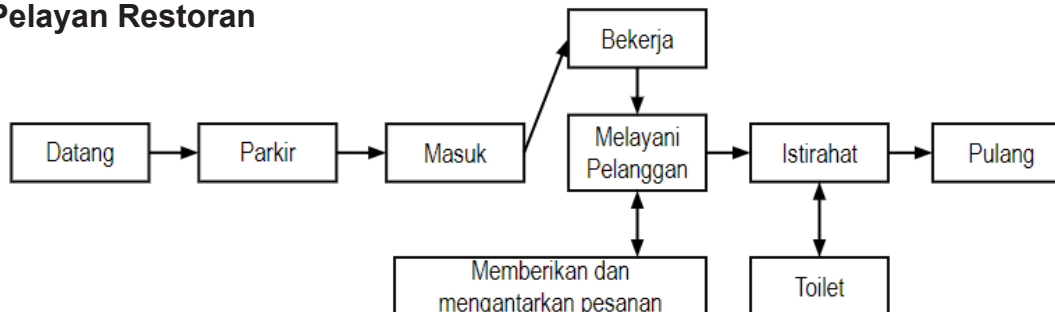 Pelayan Restoran
Bekerja
Datang
Parkir
Masuk
Melayani
Pelanggan
Istirahat
Pulang
Memberikan dan
mengantarkan pesanan
Toilet